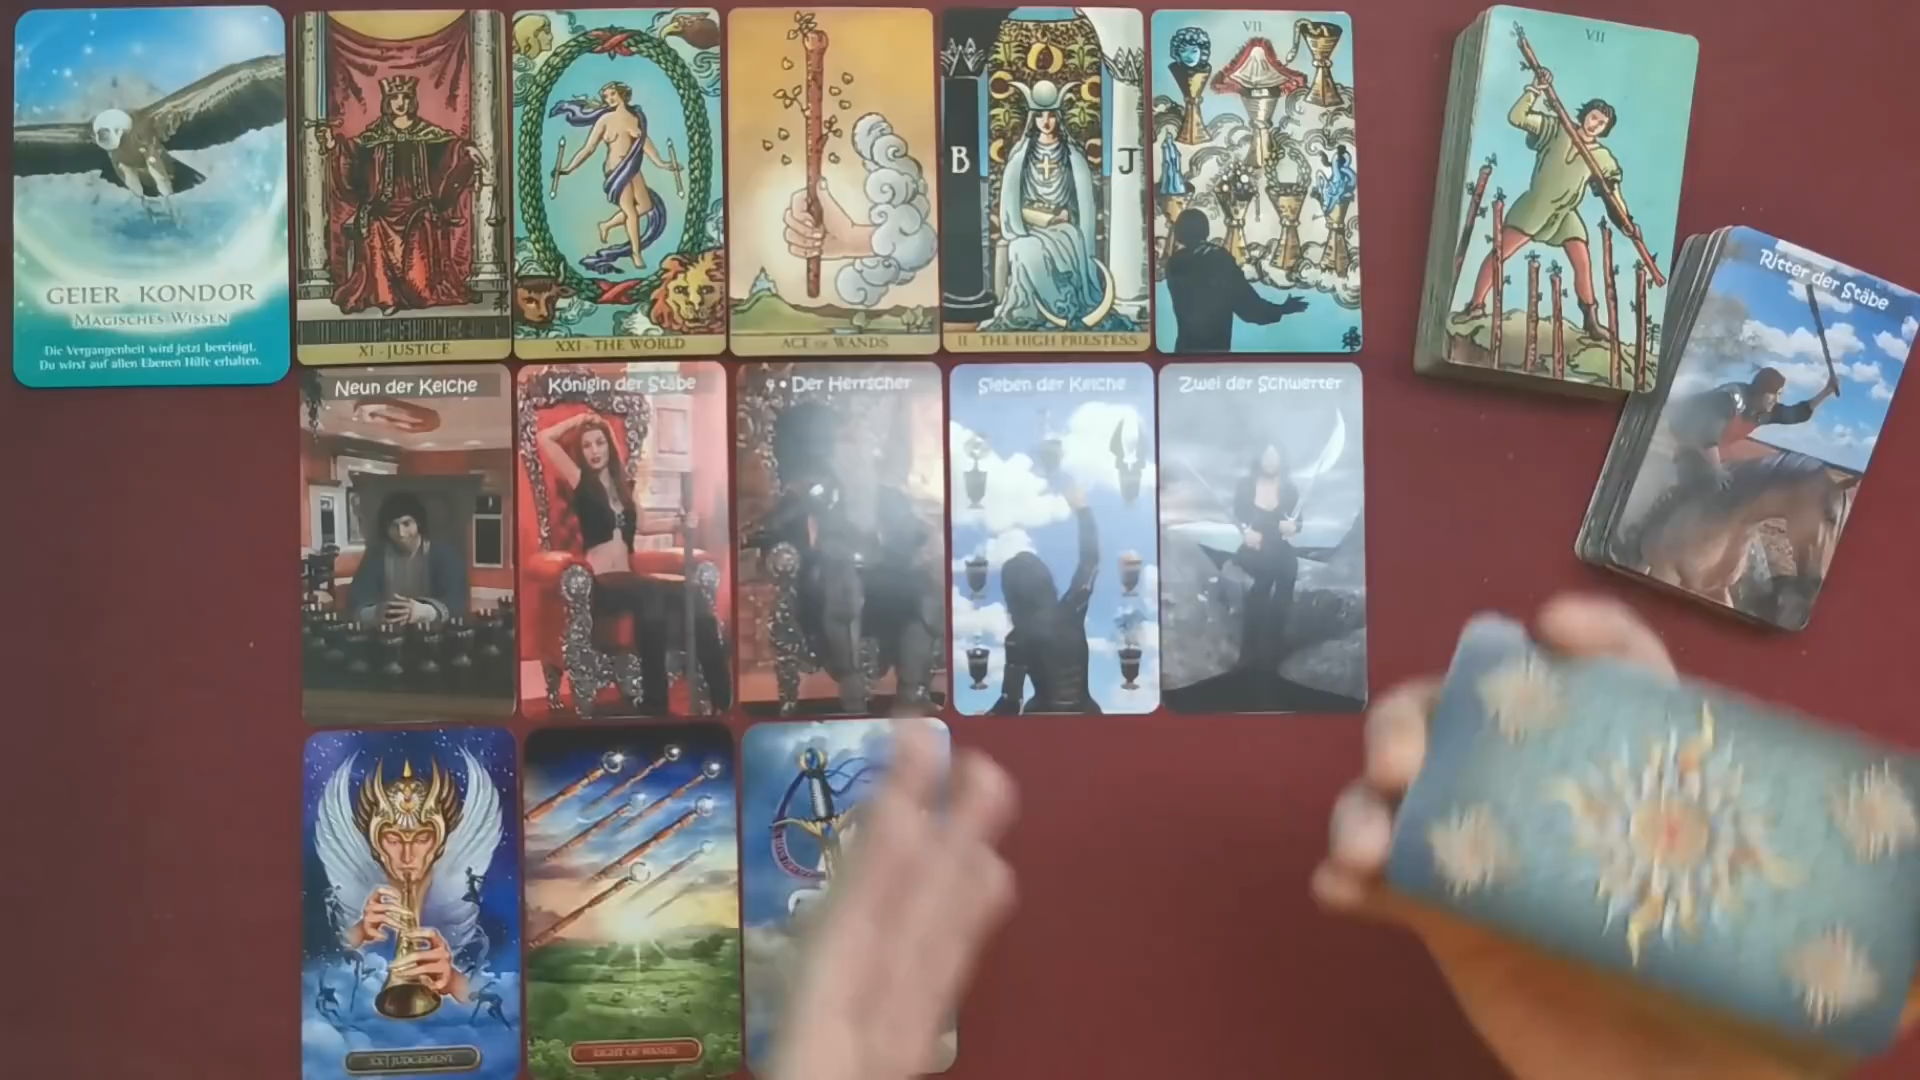 GEIER · KONDOR
MAGISCHES WISSEN
Die Vergangenheit wird jetzt bereinigt.
Du wirst auf allen Ebenen Hilfe erhalten.
XI - JUSTICE
XXI - THE WORLD
ACE OF WANDS
B
J
II THE HIGH PRIESTESS
VII
VII
Ritter der Stäbe
Neun der Kelche
Königin der Stäbe
4 • Der Herrscher
Sieben der Kelche
Zwei der Schwerter
XX | JUDGEMENT
EIGHT OF WANDS